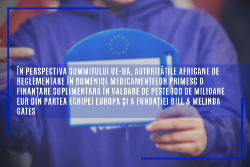 ÎN PERSPECTIVA SUMMITULUI UE-UA, AUTORITĂȚILE AFRICANE DE
REGLEMENTARE ÎN DOMENIUL MEDICAMENTELOR PRIMESC O
FINANȚARE SUPLIMENTARĂ ÎN VALOARE DE PESTE 100 DE MILIOANE
EUR DIN PARTEA ECHIPEI EUROPA ȘI A FUNDAȚIEI BILL & MELINDA
GATES